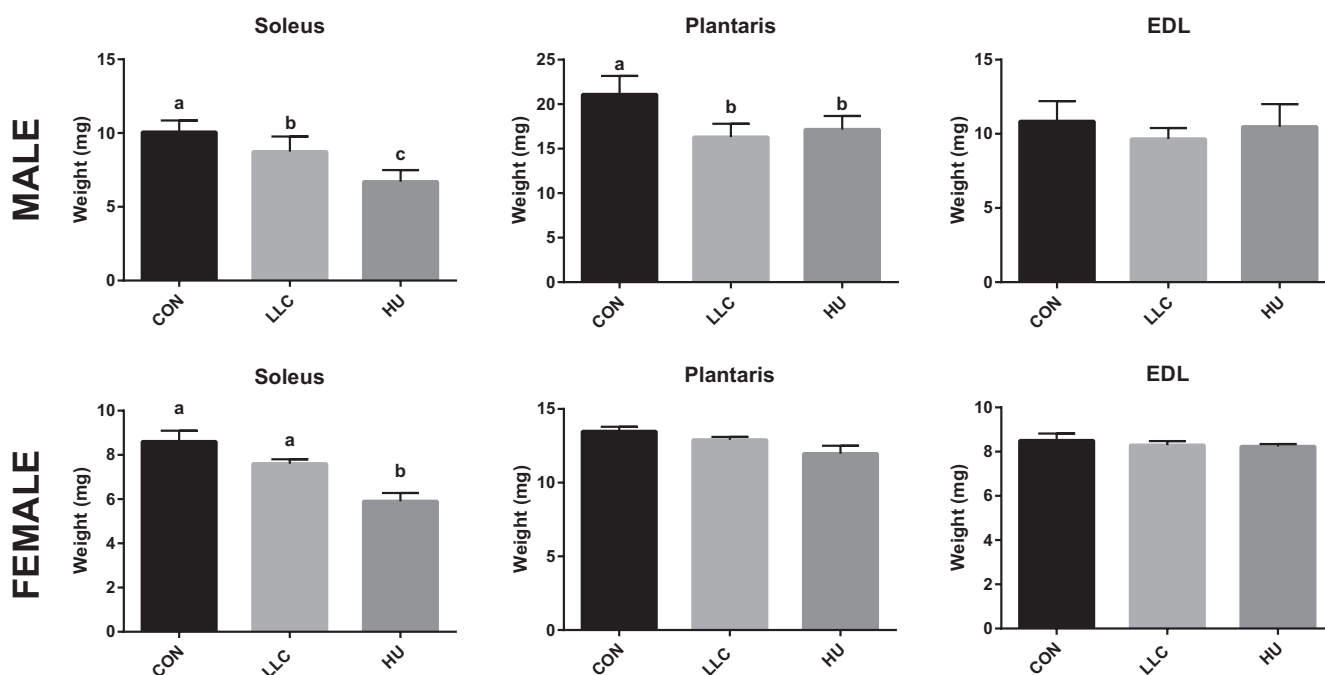 MALE
Soleus
Weight (mg)
15
10
5
0
a
b
c
CON
LLC
HU
Plantaris
Weight (mg)
25
20
15
10
5
0
a
b
b
CON
LLC
HU
EDL
Weight (mg)
15
10
5
0
CON
LLC
HU
FEMALE
Soleus
Weight (mg)
10
8
6
4
2
0
a
a
b
CON
LLC
HU
Plantaris
Weight (mg)
15
10
5
0
CON
LLC
HU
EDL
Weight (mg)
10
8
6
4
2
0
CON
LLC
HU